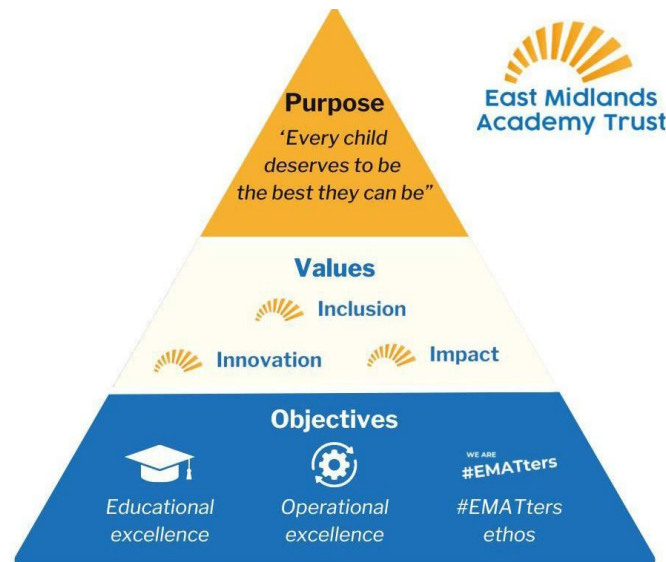 East Midlands
Academy Trust
Purpose
‘Every child
deserves to be
the best they can be”
Values
Inclusion
Innovation
Impact
Objectives
WE ARE
#EMATters
Educational
excellence
Operational
excellence
#EMATters
ethos